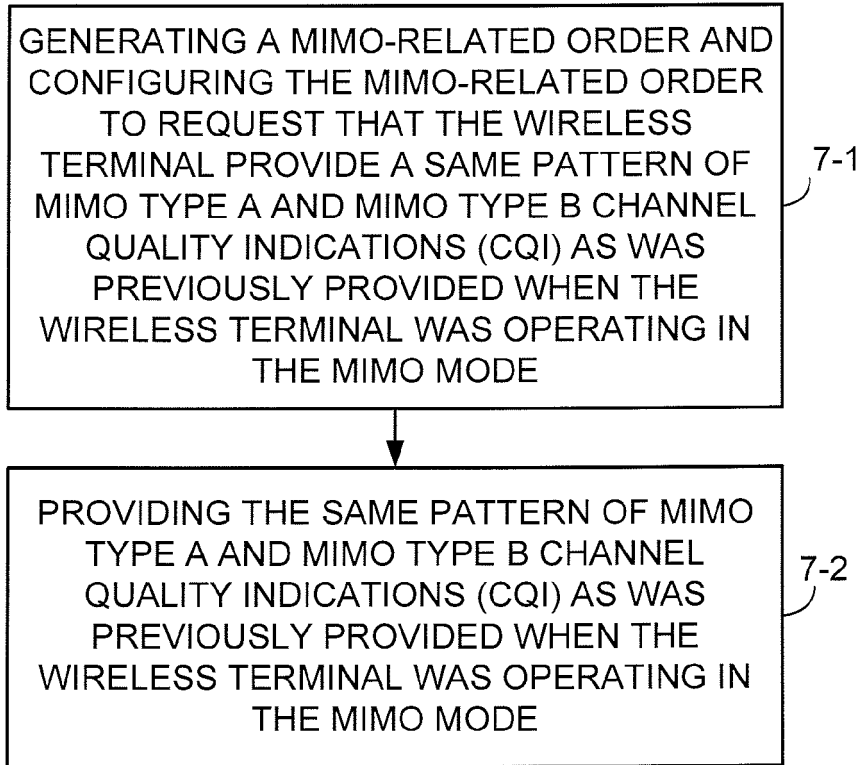 GENERATING A MIMO-RELATED ORDER AND
CONFIGURING THE MIMO-RELATED ORDER
TO REQUEST THAT THE WIRELESS
TERMINAL PROVIDE A SAME PATTERN OF
MIMO TYPE A AND MIMO TYPE B CHANNEL
QUALITY INDICATIONS (CQI) AS WAS
PREVIOUSLY PROVIDED WHEN THE
WIRELESS TERMINAL WAS OPERATING IN
THE MIMO MODE
7-1
PROVIDING THE SAME PATTERN OF MIMO
TYPE A AND MIMO TYPE B CHANNEL
QUALITY INDICATIONS (CQI) AS WAS
PREVIOUSLY PROVIDED WHEN THE
WIRELESS TERMINAL WAS OPERATING IN
THE MIMO MODE
7-2